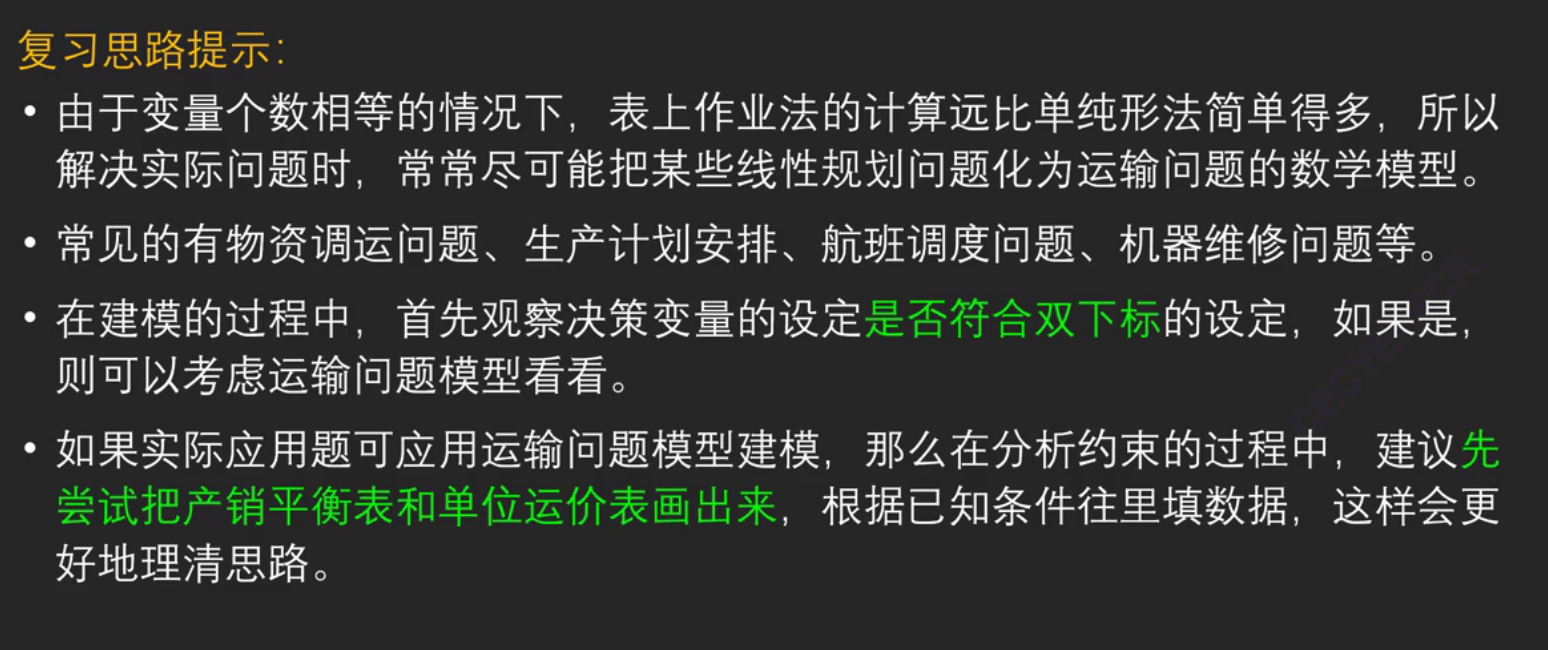 复习思路提示：
• 由于变量个数相等的情况下，表上作业法的计算远比单纯形法简单得多，所以
解决实际问题时，常常尽可能把某些线性规划问题化为运输问题的数学模型。
• 常见的有物资调运问题、生产计划安排、航班调度问题、机器维修问题等。
• 在建模的过程中，首先观察决策变量的设定是否符合双下标的设定，如果是，
则可以考虑运输问题模型看看。
• 如果实际应用题可应用运输问题模型建模，那么在分析约束的过程中，建议先
尝试把产销平衡表和单位运价表画出来，根据已知条件往里填数据，这样会更
好地理清思路。